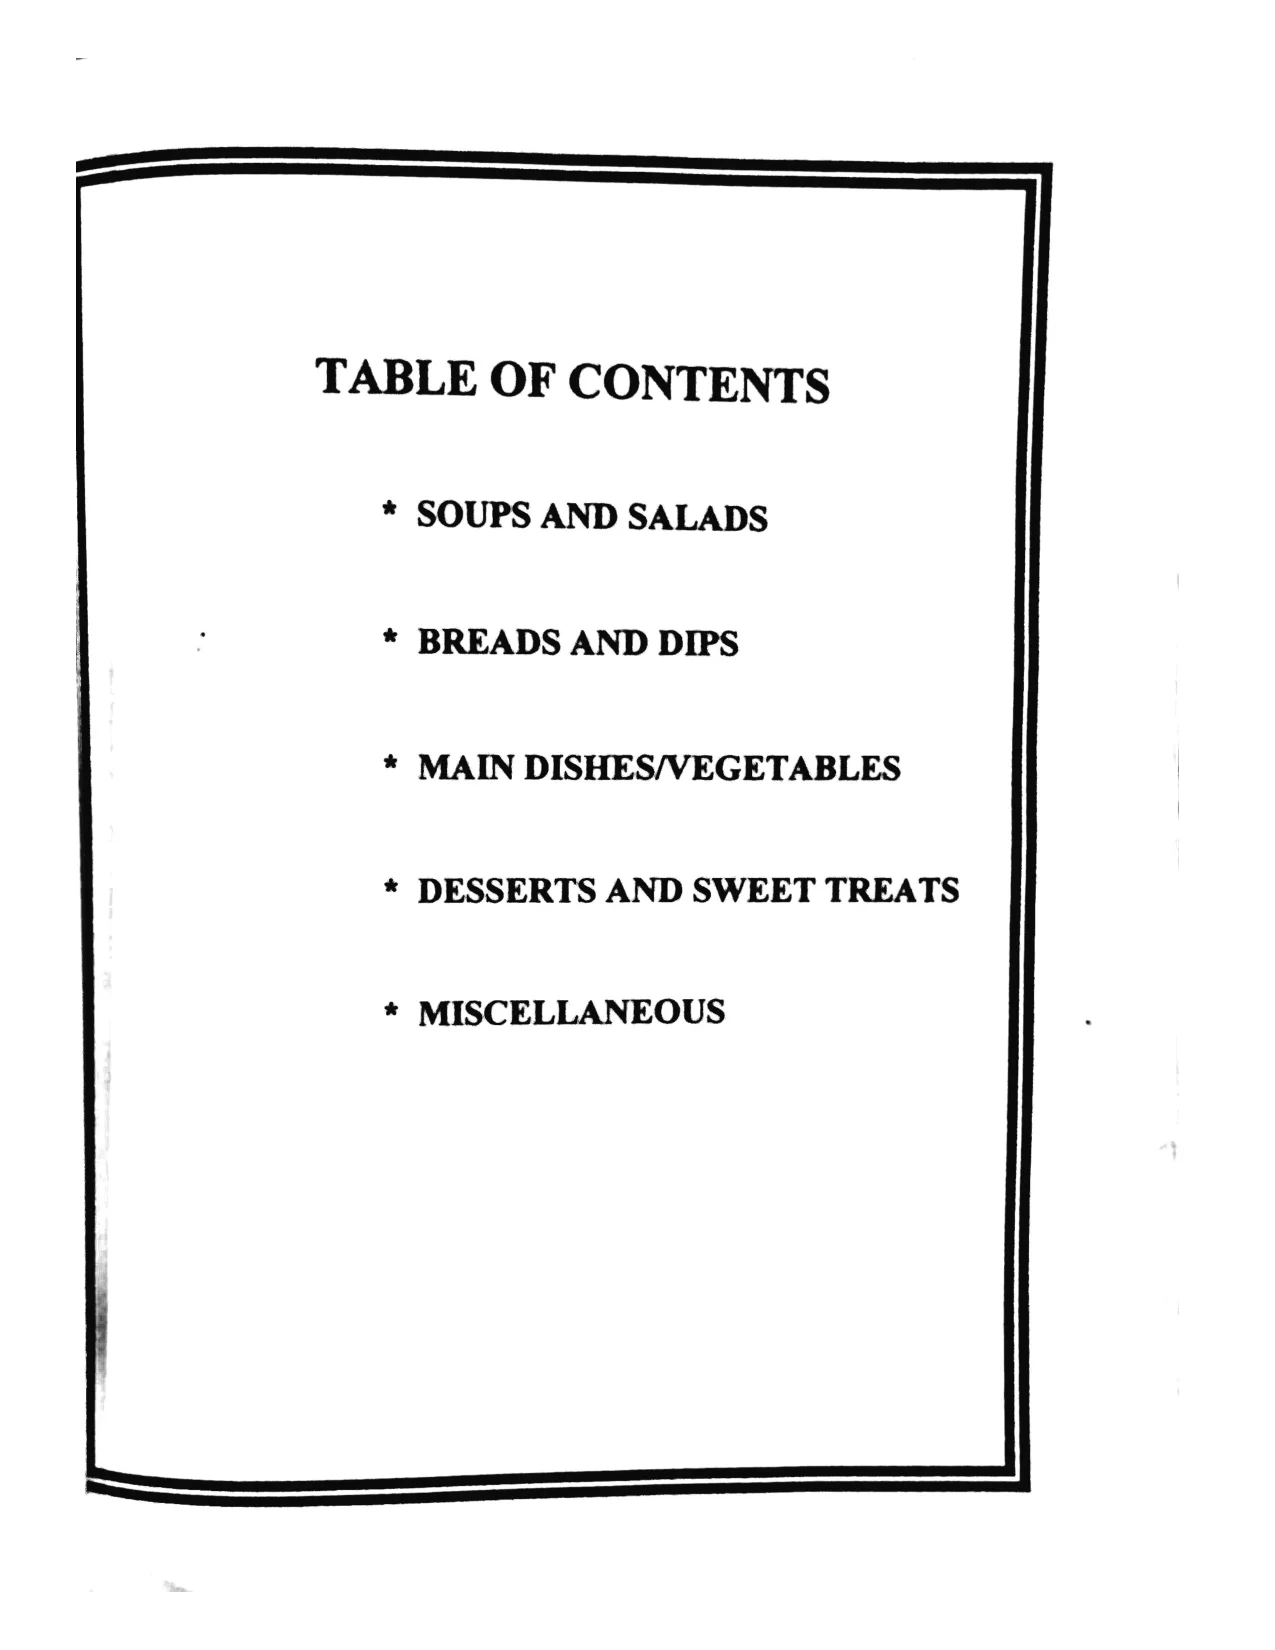 TABLE OF CONTENTS
* SOUPS AND SALADS
* BREADS AND DIPS
* MAIN DISHES/VEGETABLES
* DESSERTS AND SWEET TREATS
* MISCELLANEOUS